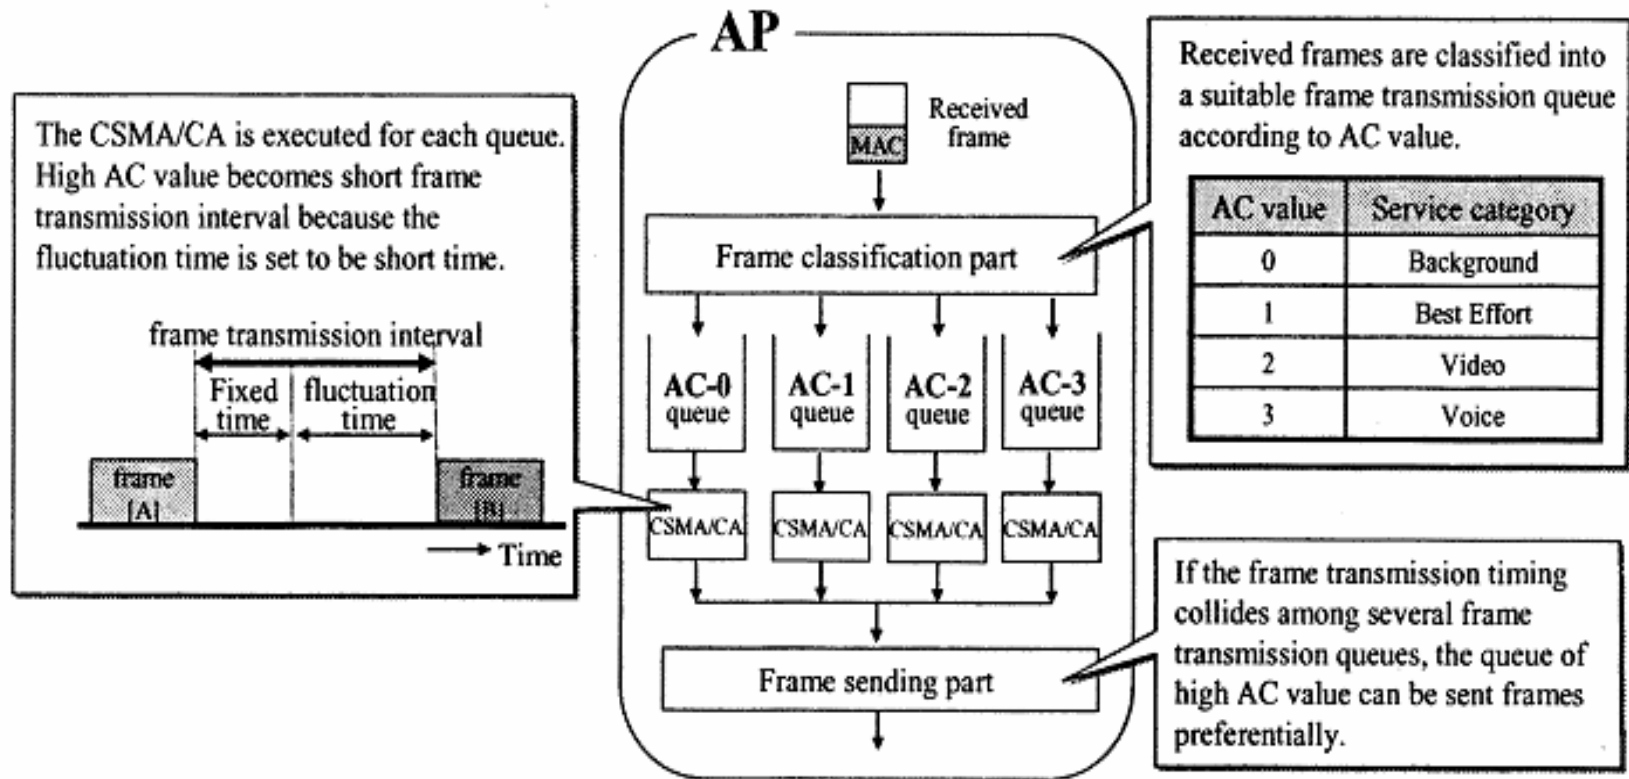 AP
The CSMA/CA is executed for each queue.
High AC value becomes short frame
transmission interval because the
fluctuation time is set to be short time.
frame transmission interval
Fixed
time
fluctuation
time
frame
[A]
frame
[B]
Time
Received
frame
MAC
Frame classification part
AC-0
queue
AC-1
queue
AC-2
queue
AC-3
queue
CSMA/CA
CSMA/CA
CSMA/CA
CSMA/CA
Frame sending part
Received frames are classified into
a suitable frame transmission queue
according to AC value.
AC value Service category
0 Background
1 Best Effort
2 Video
3 Voice
If the frame transmission timing
collides among several frame
transmission queues, the queue of
high AC value can be sent frames
preferentially.